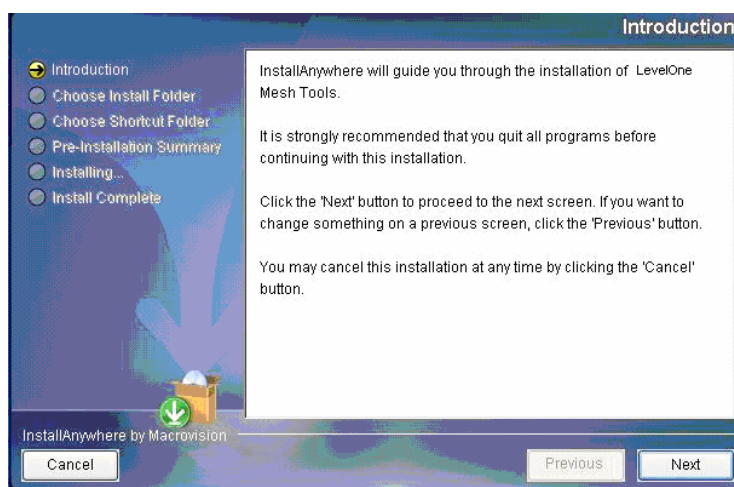 Introduction
Introduction
Choose Install Folder
Choose Shortcut Folder
Pre-Installation Summary
Installing...
Install Complete
InstallAnywhere will guide you through the installation of LevelOne
Mesh Tools.
It is strongly recommended that you quit all programs before
continuing with this installation.
Click the 'Next' button to proceed to the next screen. If you want to
change something on a previous screen, click the 'Previous' button.
You may cancel this installation at any time by clicking the 'Cancel'
button.
InstallAnywhere by Macrovision
Cancel
Previous
Next